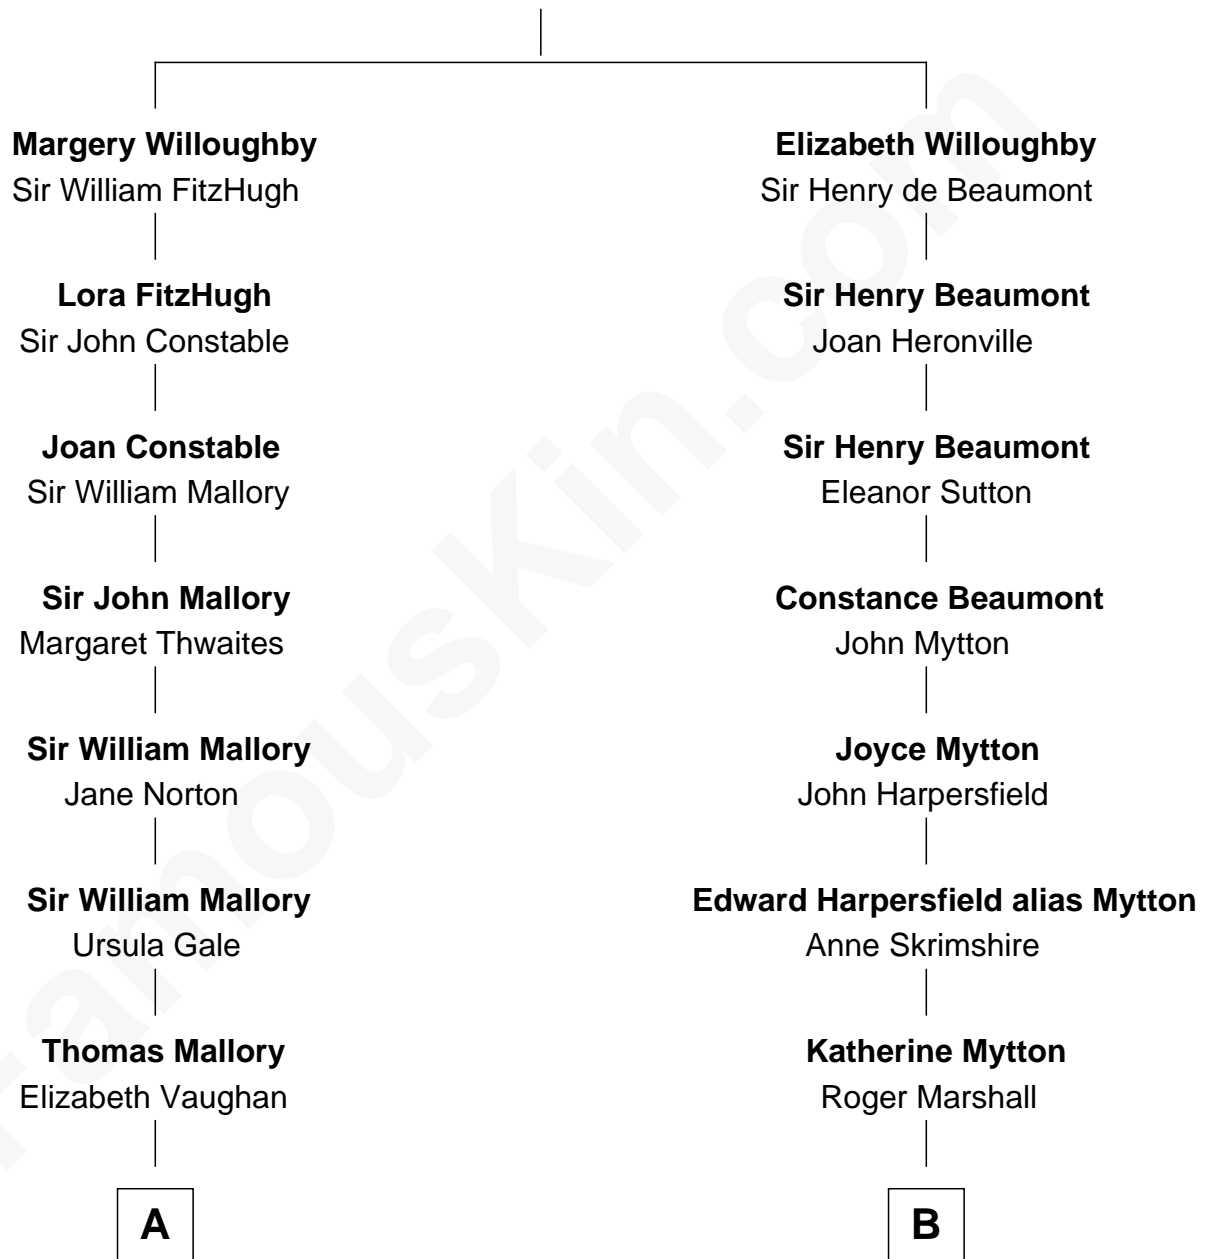 Margery Willoughby
Sir William FitzHugh
Lora FitzHugh
Sir John Constable
Joan Constable
Sir William Mallory
Sir John Mallory
Margaret Thwaites
Sir William Mallory
Jane Norton
Sir William Mallory
Ursula Gale
Thomas Mallory
Elizabeth Vaughan
A
Elizabeth Willoughby
Sir Henry de Beaumont
Sir Henry Beaumont
Joan Heronville
Sir Henry Beaumont
Eleanor Sutton
Constance Beaumont
John Mytton
Joyce Mytton
John Harpersfield
Edward Harpersfield alias Mytton
Anne Skrimshire
Katherine Mytton
Roger Marshall
B
FamousKin.com